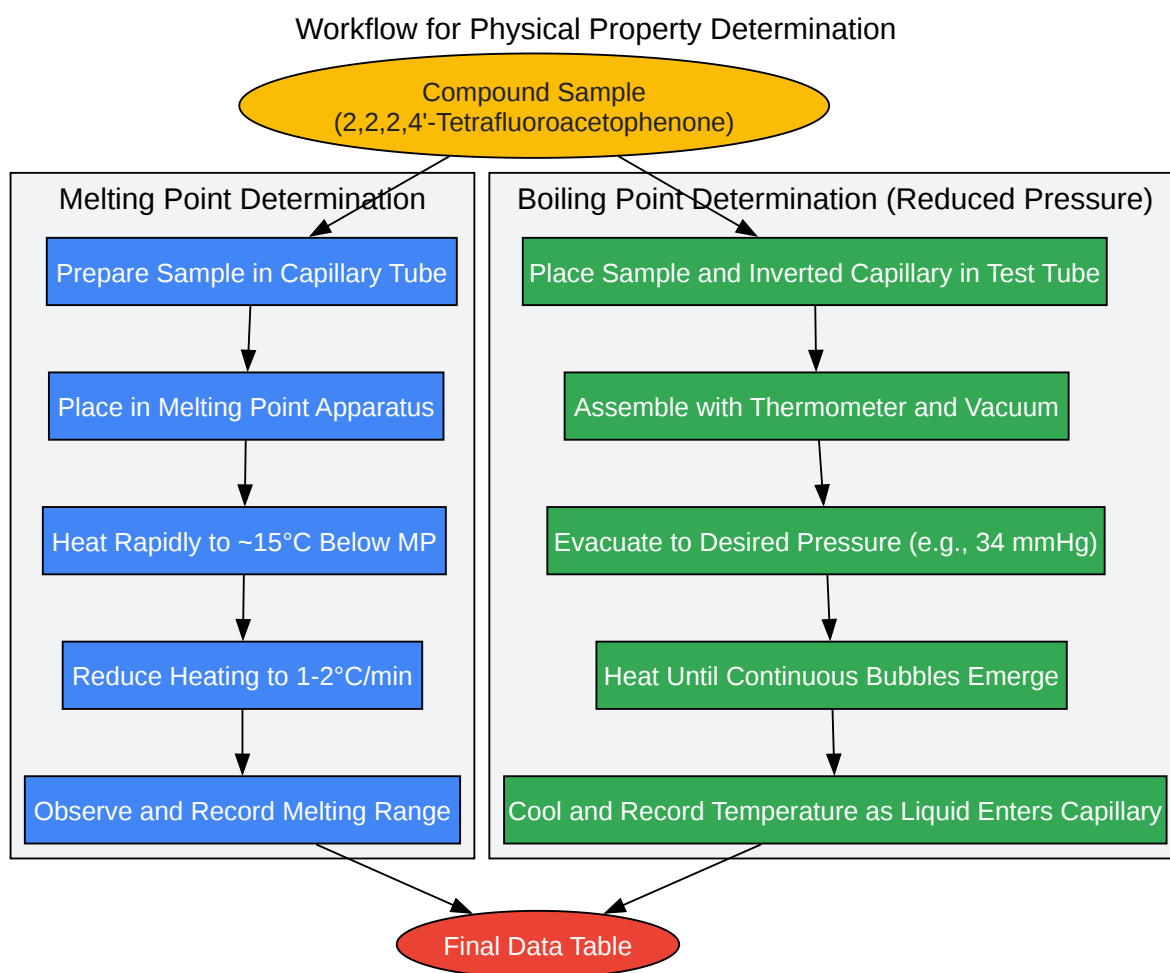 Workflow for Physical Property Determination
Compound Sample
(2,2,2,4'-Tetrafluoroacetophenone)
Melting Point Determination
Prepare Sample in Capillary Tube
Place in Melting Point Apparatus
Heat Rapidly to ~15°C Below MP
Reduce Heating to 1-2°C/min
Observe and Record Melting Range
Boiling Point Determination (Reduced Pressure)
Place Sample and Inverted Capillary in Test Tube
Assemble with Thermometer and Vacuum
Evacuate to Desired Pressure (e.g., 34 mmHg)
Heat Until Continuous Bubbles Emerge
Cool and Record Temperature as Liquid Enters Capillary
Final Data Table